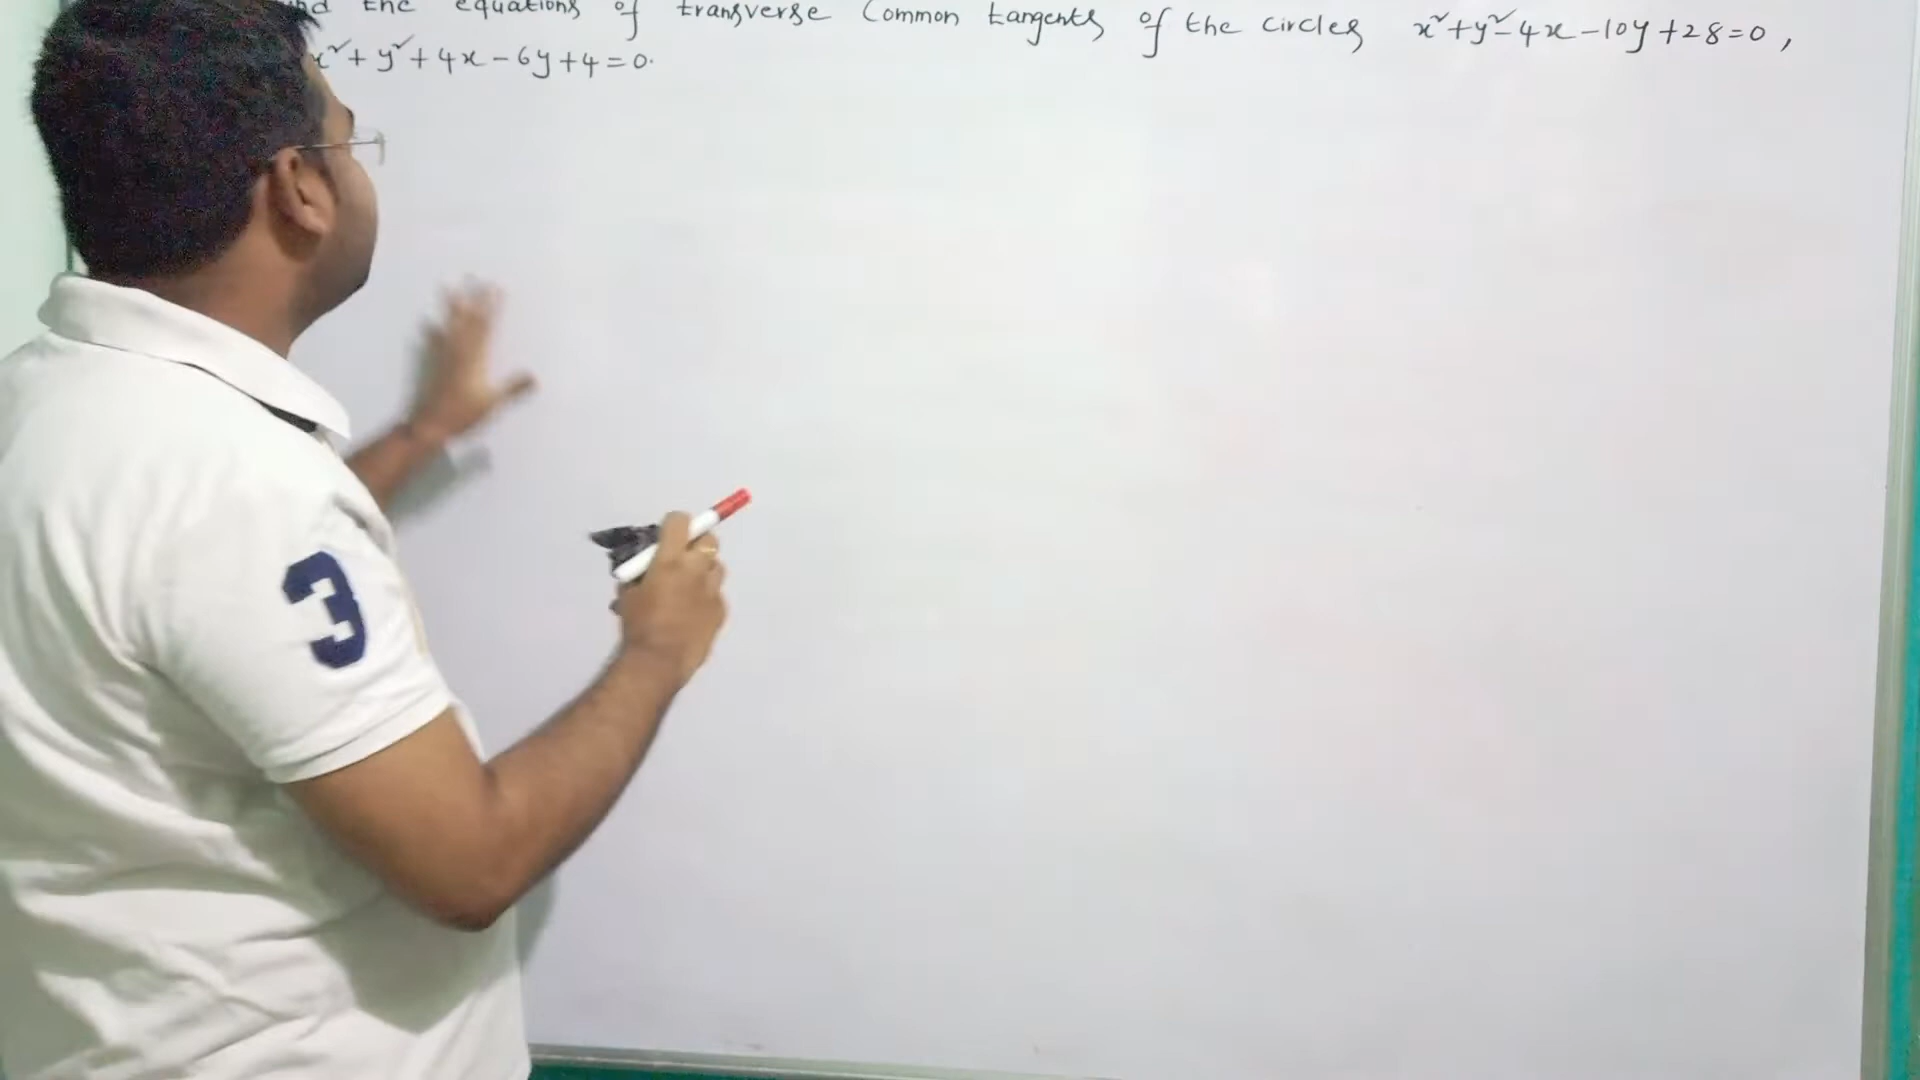 the equations of transverse Common tangents of the circles x²+y²-4x-10y+28=0,
x²+y²+4x-6y+4=0.
3